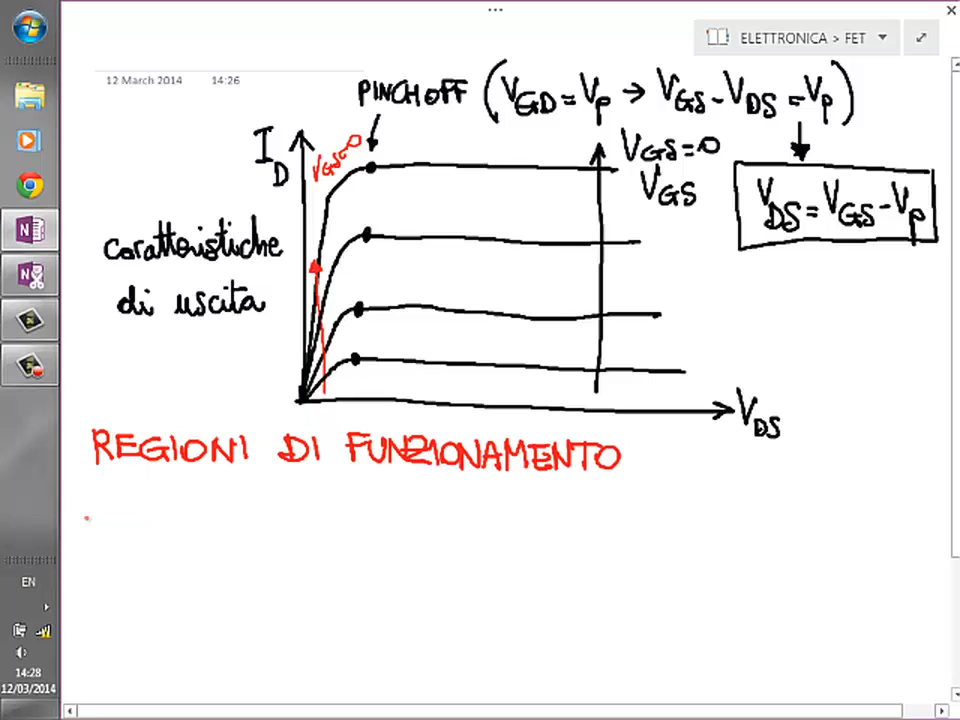 ELETTRONICA > FET
12 March 2014 14:26
PINCHOFF (VGD = Vp → VGS - VDS = Vp)
ID
VGS=0
VGS = 0
VGS
VDS = VGS - Vp
caratteristiche
di uscita
VDS
REGIONI DI FUNZIONAMENTO
EN
14:28
12/03/2014